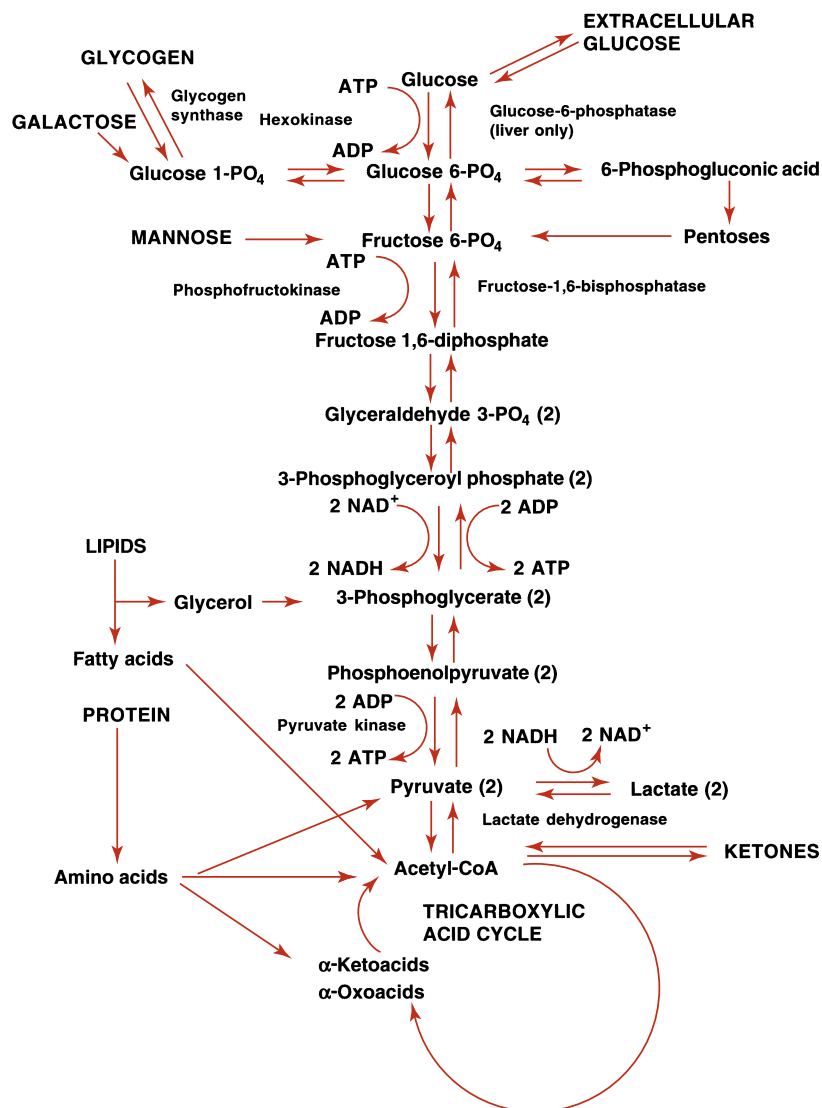 EXTRACELLULAR
GLUCOSE
GLYCOGEN
ATP
Glucose
Glycogen
synthase
Hexokinase
Glucose-6-phosphatase
(liver only)
GALACTOSE
ADP
Glucose 1-PO₄
Glucose 6-PO₄
6-Phosphogluconic acid
MANNOSE
Fructose 6-PO₄
Pentoses
ATP
Phosphofructokinase
Fructose-1,6-bisphosphatase
ADP
Fructose 1,6-diphosphate
Glyceraldehyde 3-PO₄ (2)
3-Phosphoglyceroyl phosphate (2)
2 NAD⁺
2 ADP
LIPIDS
2 NADH
2 ATP
Glycerol
3-Phosphoglycerate (2)
Fatty acids
Phosphoenolpyruvate (2)
2 ADP
PROTEIN
Pyruvate kinase
2 NADH
2 NAD⁺
2 ATP
Pyruvate (2)
Lactate (2)
Lactate dehydrogenase
KETONES
Acetyl-CoA
Amino acids
TRICARBOXYLIC
ACID CYCLE
α-Ketoacids
α-Oxoacids